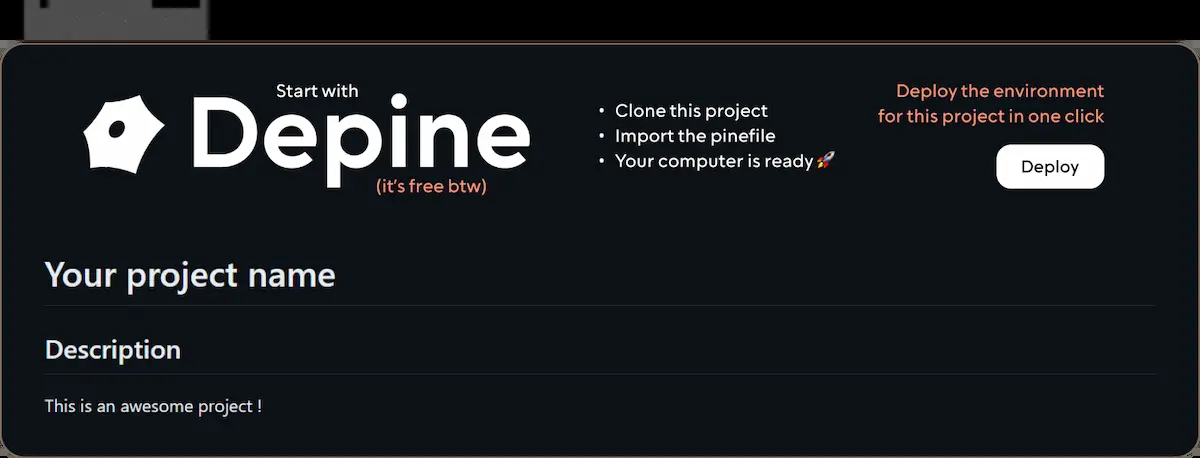 Start with
Depine
(it's free btw)
• Clone this project
• Import the pinefile
• Your computer is ready 🚀
Deploy the environment
for this project in one click
Deploy
Your project name
Description
This is an awesome project !